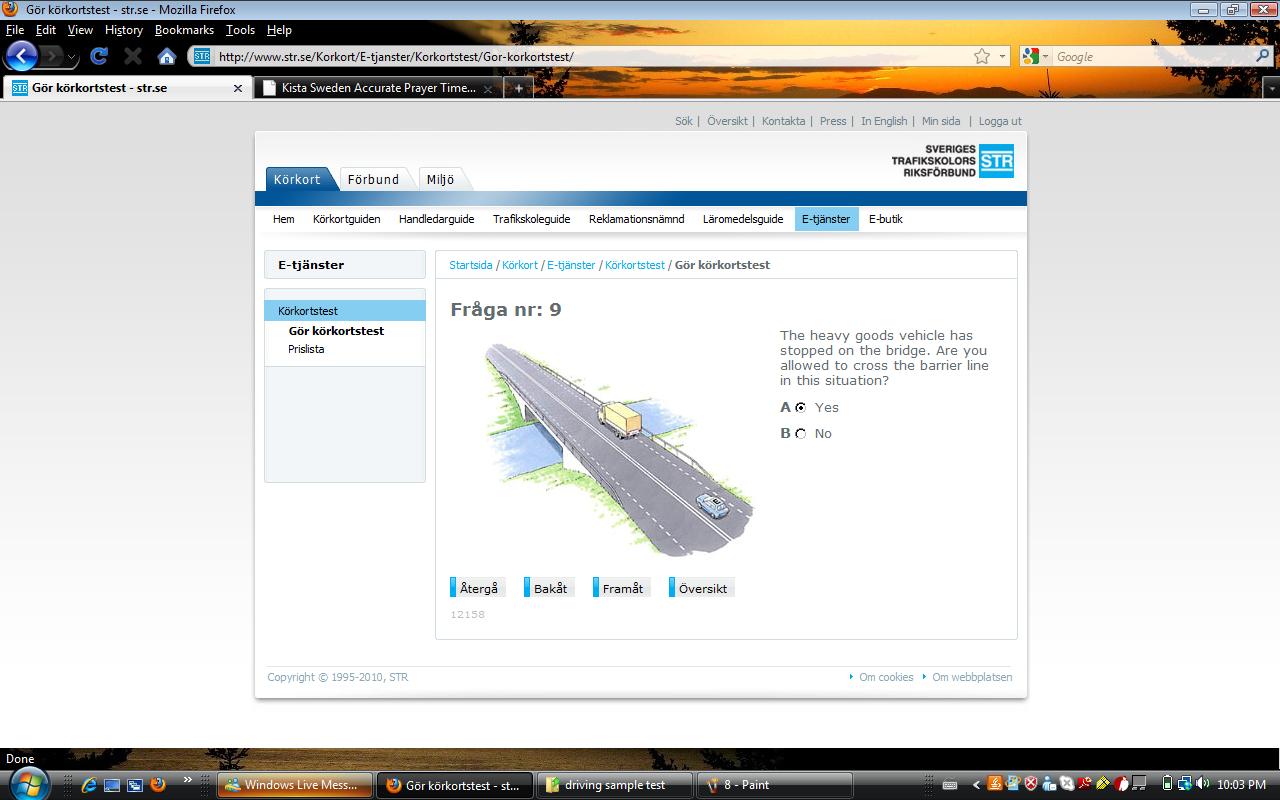 Gör körkortstest - str.se - Mozilla Firefox
File Edit View History Bookmarks Tools Help
STR http://www.str.se/Korkort/E-tjanster/Korkortstest/Gor-korkortstest/ Google
STR Gör körkortstest - str.se Kista Sweden Accurate Prayer Time...
Sök | Översikt | Kontakta | Press | In English | Min sida | Logga ut
SVERIGES
TRAFIKSKOLORS
RIKSFÖRBUND
STR
Körkort Förbund Miljö
Hem Körkortguiden Handledarguide Trafikskoleguide Reklamationsnämnd Läromedelsguide E-tjänster E-butik
E-tjänster
Körkortstest
Gör körkortstest
Prislista
Startsida / Körkort / E-tjänster / Körkortstest / Gör körkortstest
Fråga nr: 9
The heavy goods vehicle has
stopped on the bridge. Are you
allowed to cross the barrier line
in this situation?
A Yes
B No
Återgå Bakåt Framåt Översikt
12158
Copyright © 1995-2010, STR Om cookies Om webbplatsen
Done
Windows Live Mess... Gör körkortstest - st... driving sample test 8 - Paint 10:03 PM